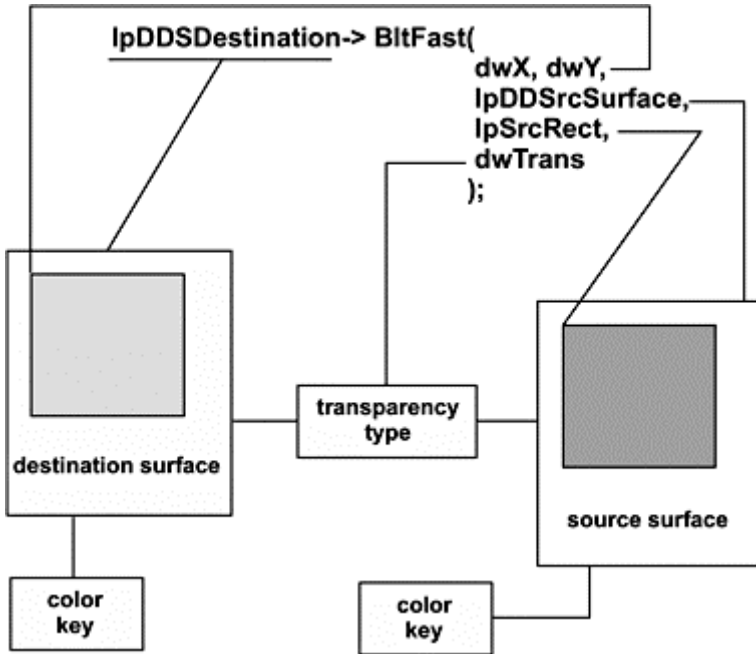 lpDDSDestination-> BltFast(
dwX, dwY,
lpDDSrcSurface,
lpSrcRect,
dwTrans
);
transparency
type
destination surface
source surface
color
key
color
key